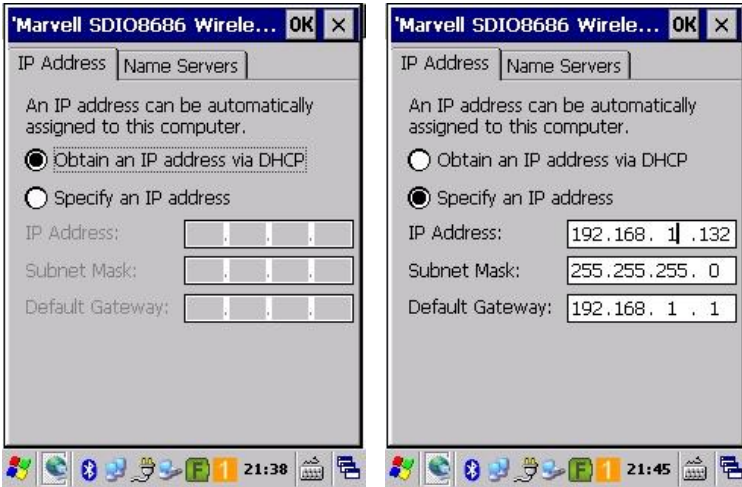 'Marvell SDIO8686 Wirele... OK ×
IP Address Name Servers
An IP address can be automatically
assigned to this computer.
Obtain an IP address via DHCP
Specify an IP address
IP Address: . . .
Subnet Mask: . . .
Default Gateway: . . .
F 1 21:38
'Marvell SDIO8686 Wirele... OK ×
IP Address Name Servers
An IP address can be automatically
assigned to this computer.
Obtain an IP address via DHCP
Specify an IP address
IP Address: 192.168. 1 .132
Subnet Mask: 255.255.255. 0
Default Gateway: 192.168. 1 . 1
F 1 21:45